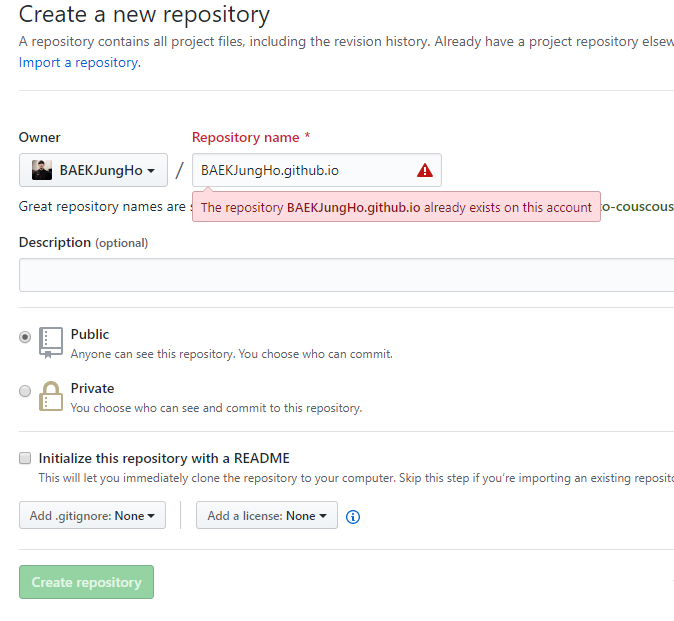 Create a new repository
A repository contains all project files, including the revision history. Already have a project repository elsew
Import a repository.
Owner
Repository name *
BAEKJungHo
/
BAEKJungHo.github.io
Great repository names are
The repository BAEKJungHo.github.io already exists on this account
o-couscous
Description (optional)
Public
Anyone can see this repository. You choose who can commit.
Private
You choose who can see and commit to this repository.
Initialize this repository with a README
This will let you immediately clone the repository to your computer. Skip this step if you're importing an existing reposito
Add .gitignore: None
Add a license: None
Create repository